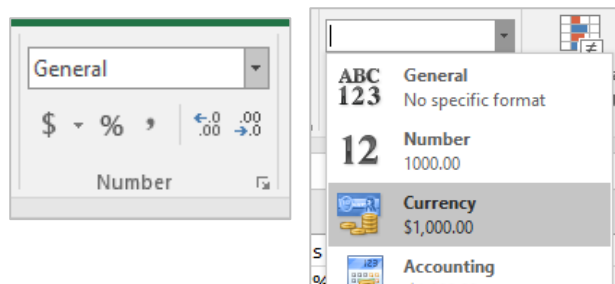 General
$ % ,
←.0 .00
.00 →.0
Number
ABC
123
General
No specific format
12
Number
1000.00
Currency
$1,000.00
s
Accounting
%